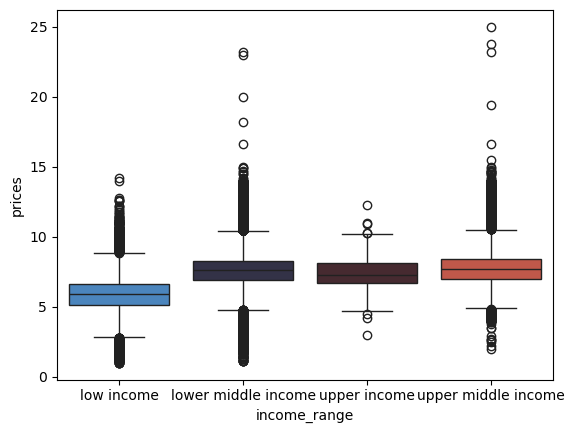 25
20
15
10
5
0
prices
low income
lower middle income
upper income
upper middle income
income_range